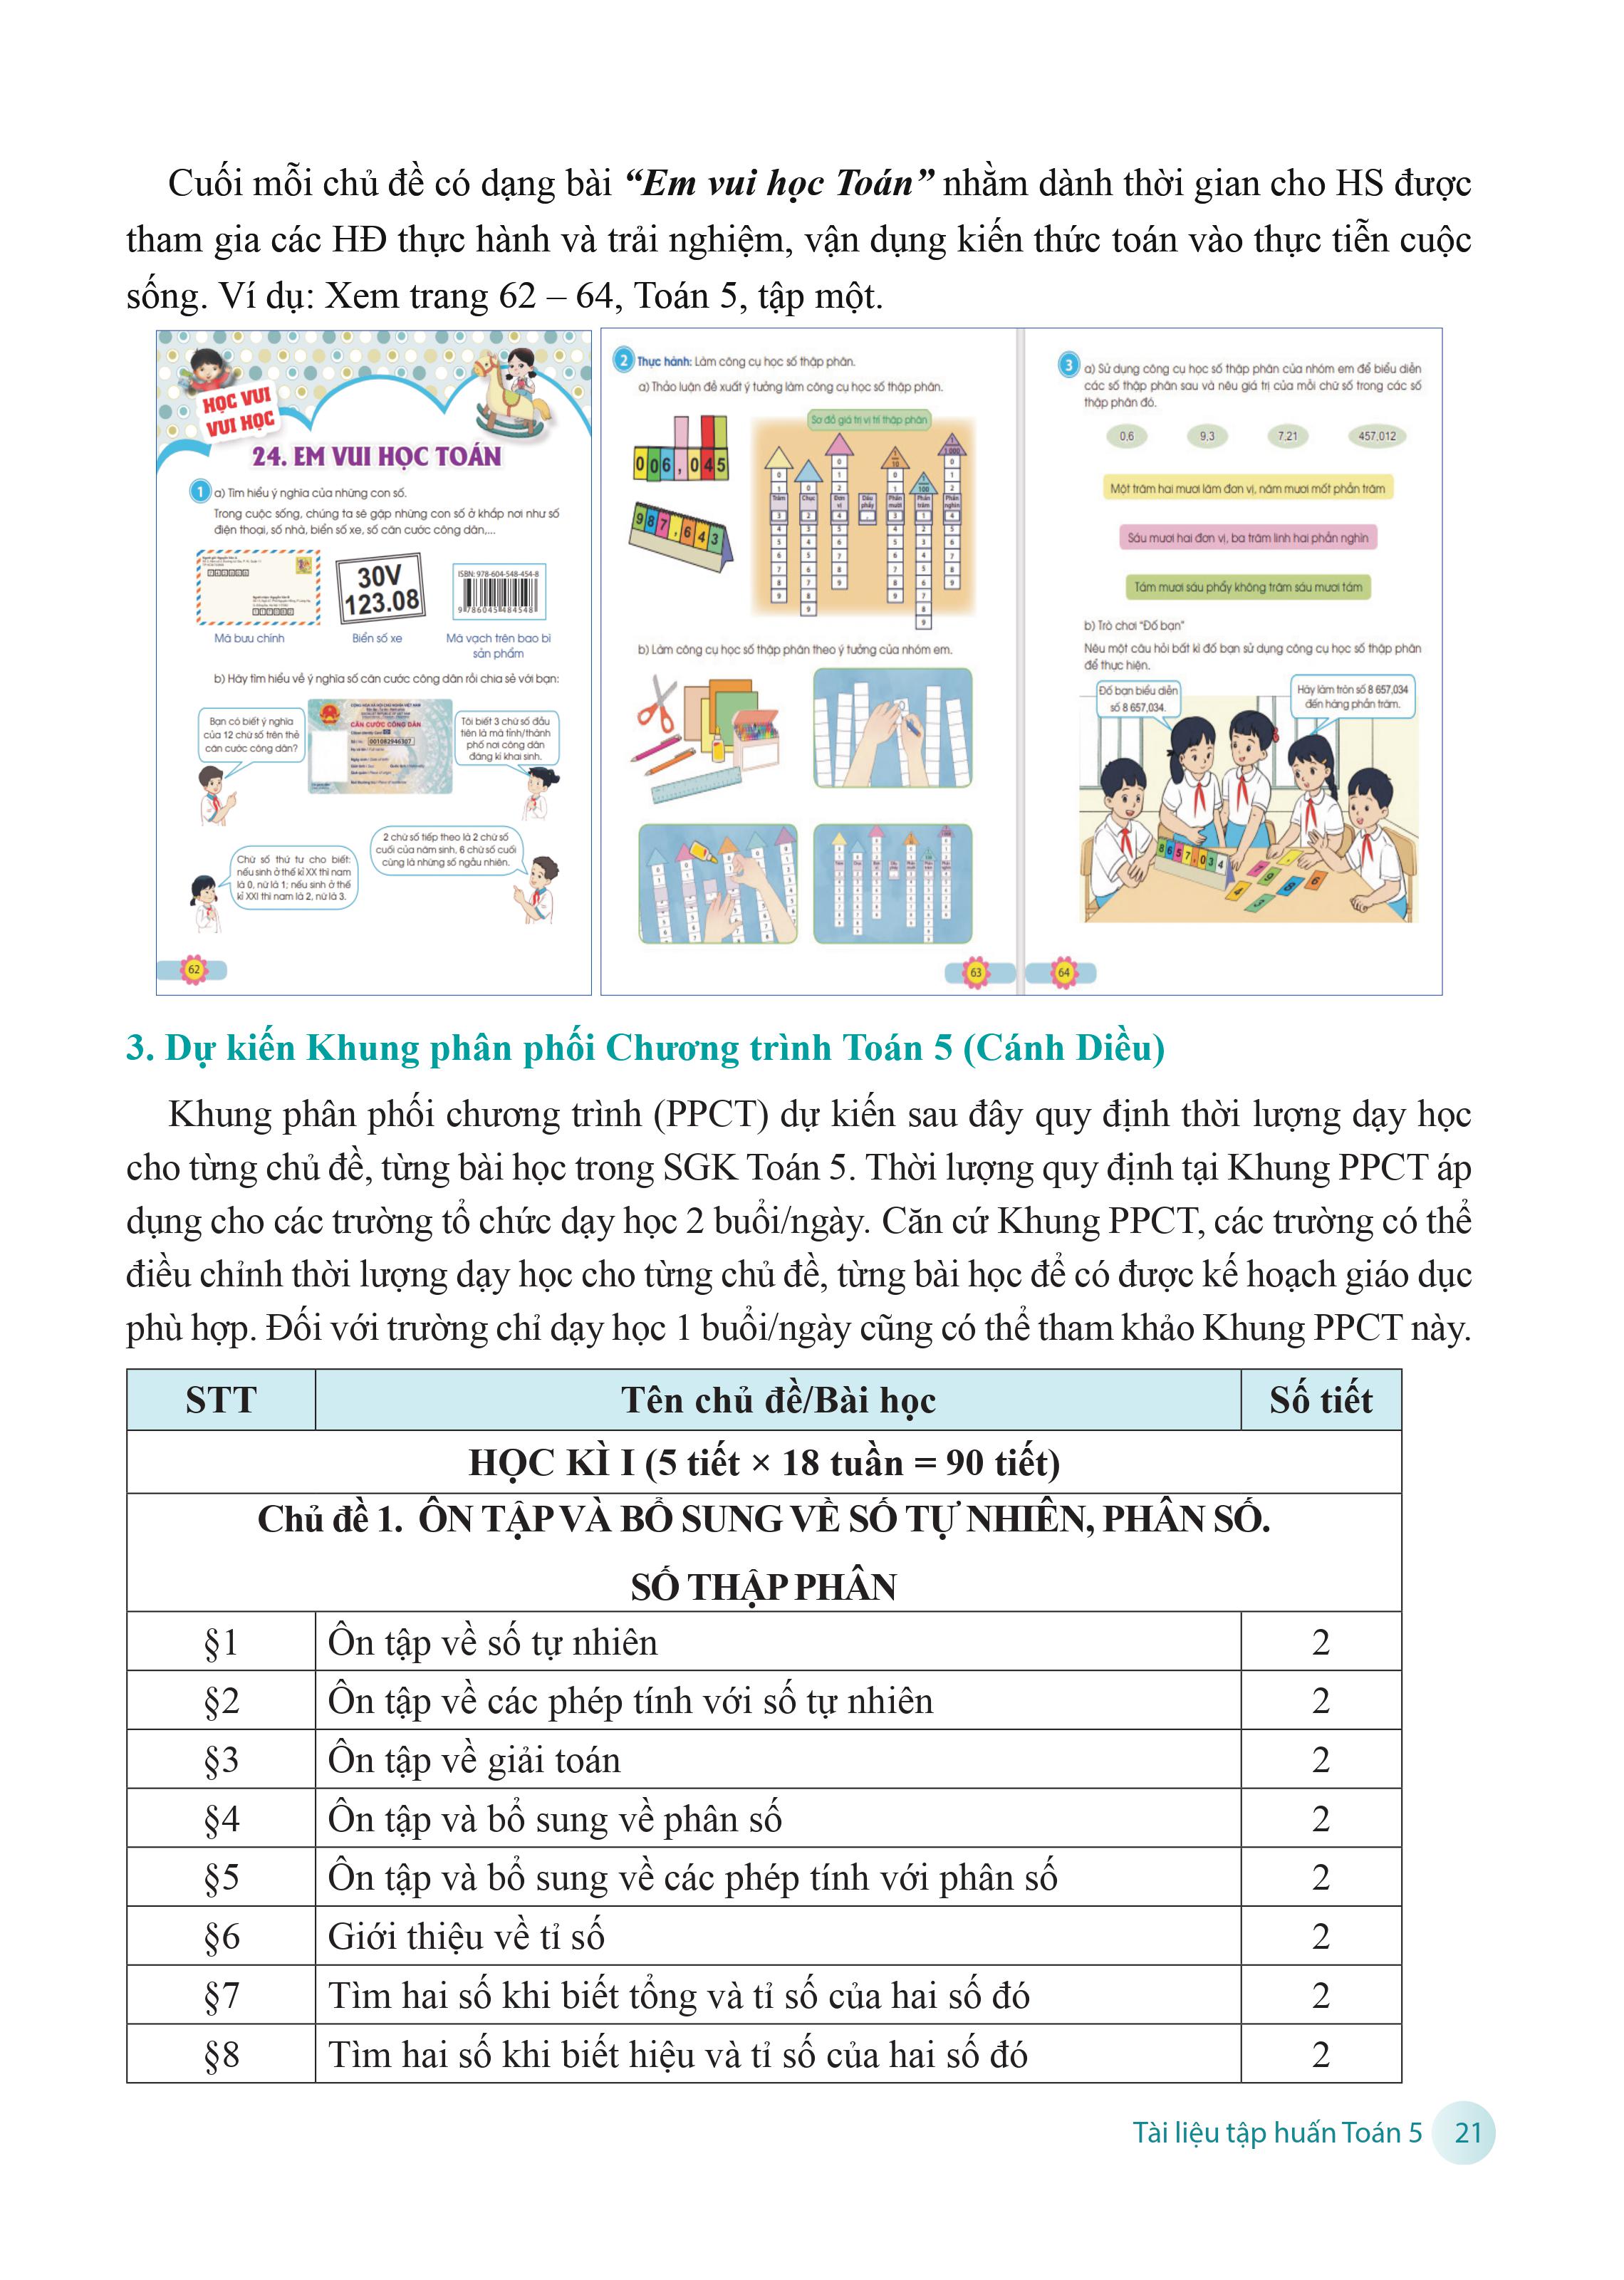 Cuối mỗi chủ đề có dạng bài “Em vui học Toán” nhằm dành thời gian cho HS được
tham gia các HĐ thực hành và trải nghiệm, vận dụng kiến thức toán vào thực tiễn cuộc
sống. Ví dụ: Xem trang 62 – 64, Toán 5, tập một.
HỌC VUI
VUI HỌC
24. EM VUI HỌC TOÁN
1 a) Tìm hiểu ý nghĩa của những con số.
Trong cuộc sống, chúng ta sẽ gặp những con số ở khắp nơi như số
điện thoại, số nhà, biển số xe, số căn cước công dân,...
30V
123.08
ISBN: 978-604-548-454-8
9 786045 484548
Mã bưu chính
Biển số xe
Mã vạch trên bao bì
sản phẩm
b) Hãy tìm hiểu về ý nghĩa số căn cước công dân rồi chia sẻ với bạn:
Bạn có biết ý nghĩa
của 12 chữ số trên thẻ
căn cước công dân?
CĂN CƯỚC CÔNG DÂN
001082946307
Tôi biết 3 chữ số đầu
tiên là mã tỉnh/thành
phố nơi công dân
đăng kí khai sinh.
Chữ số thứ tư cho biết:
nếu sinh ở thế kỉ XX thì nam
là 0, nữ là 1; nếu sinh ở thế
kỉ XXI thì nam là 2, nữ là 3.
2 chữ số tiếp theo là 2 chữ số
cuối của năm sinh, 6 chữ số cuối
cùng là những số ngẫu nhiên.
62
2 Thực hành: Làm công cụ học số thập phân.
a) Thảo luận đề xuất ý tưởng làm công cụ học số thập phân.
006,045
987,643
Sơ đồ giá trị vị trí thập phân
Trăm Chục Đơn vị Dấu phẩy Phần mười Phần trăm Phần nghìn
b) Làm công cụ học số thập phân theo ý tưởng của nhóm em.
63
3 a) Sử dụng công cụ học số thập phân của nhóm em để biểu diễn
các số thập phân sau và nêu giá trị của mỗi chữ số trong các số
thập phân đó.
0,6 9,3 7,21 457,012
Một trăm hai mươi lăm đơn vị, năm mươi mốt phần trăm
Sáu mươi hai đơn vị, ba trăm linh hai phần nghìn
Tám mươi sáu phẩy không trăm sáu mươi tám
b) Trò chơi “Đố bạn”
Nêu một câu hỏi bất kì đố bạn sử dụng công cụ học số thập phân
để thực hiện.
Đố bạn biểu diễn
số 8 657,034.
Hãy làm tròn số 8 657,034
đến hàng phần trăm.
8657,034
64
3. Dự kiến Khung phân phối Chương trình Toán 5 (Cánh Diều)
Khung phân phối chương trình (PPCT) dự kiến sau đây quy định thời lượng dạy học
cho từng chủ đề, từng bài học trong SGK Toán 5. Thời lượng quy định tại Khung PPCT áp
dụng cho các trường tổ chức dạy học 2 buổi/ngày. Căn cứ Khung PPCT, các trường có thể
điều chỉnh thời lượng dạy học cho từng chủ đề, từng bài học để có được kế hoạch giáo dục
phù hợp. Đối với trường chỉ dạy học 1 buổi/ngày cũng có thể tham khảo Khung PPCT này.
STT Tên chủ đề/Bài học Số tiết
HỌC KÌ I (5 tiết × 18 tuần = 90 tiết)
Chủ đề 1. ÔN TẬP VÀ BỔ SUNG VỀ SỐ TỰ NHIÊN, PHÂN SỐ.
SỐ THẬP PHÂN
§1 Ôn tập về số tự nhiên 2
§2 Ôn tập về các phép tính với số tự nhiên 2
§3 Ôn tập về giải toán 2
§4 Ôn tập và bổ sung về phân số 2
§5 Ôn tập và bổ sung về các phép tính với phân số 2
§6 Giới thiệu về tỉ số 2
§7 Tìm hai số khi biết tổng và tỉ số của hai số đó 2
§8 Tìm hai số khi biết hiệu và tỉ số của hai số đó 2
Tài liệu tập huấn Toán 5 21